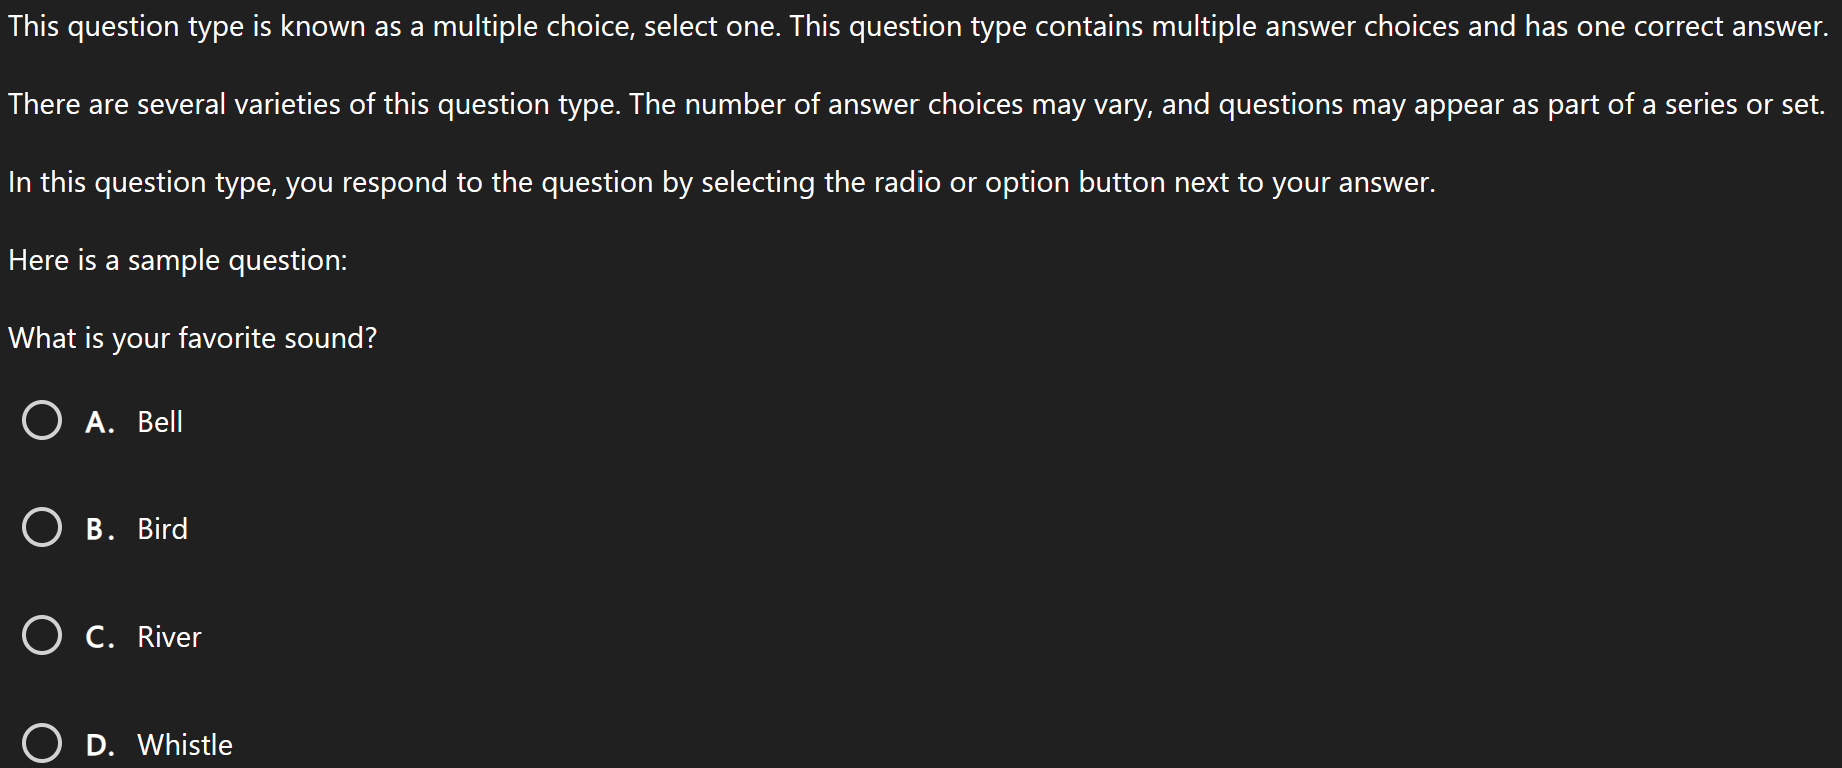 This question type is known as a multiple choice, select one. This question type contains multiple answer choices and has one correct answer.
There are several varieties of this question type. The number of answer choices may vary, and questions may appear as part of a series or set.
In this question type, you respond to the question by selecting the radio or option button next to your answer.
Here is a sample question:
What is your favorite sound?
A. Bell
B. Bird
C. River
D. Whistle